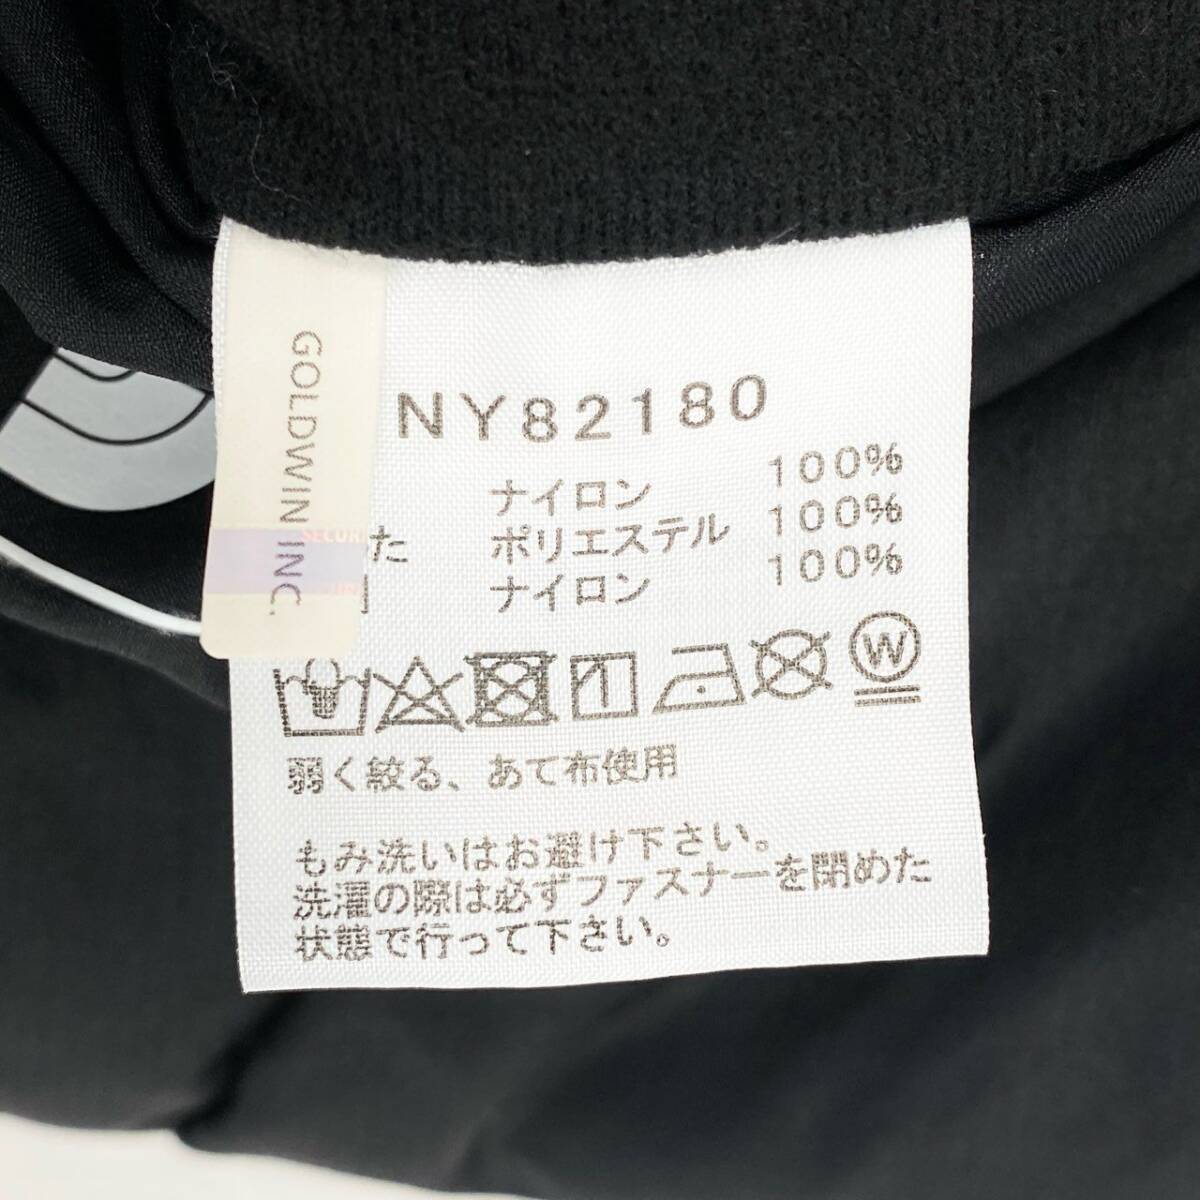 GOLDWIN INC.
NY82180
ナイロン 100%
た ポリエステル 100%
ナイロン 100%
W
弱く絞る、あて布使用
もみ洗いはお避け下さい。
洗濯の際は必ずファスナーを閉めた
状態で行って下さい。